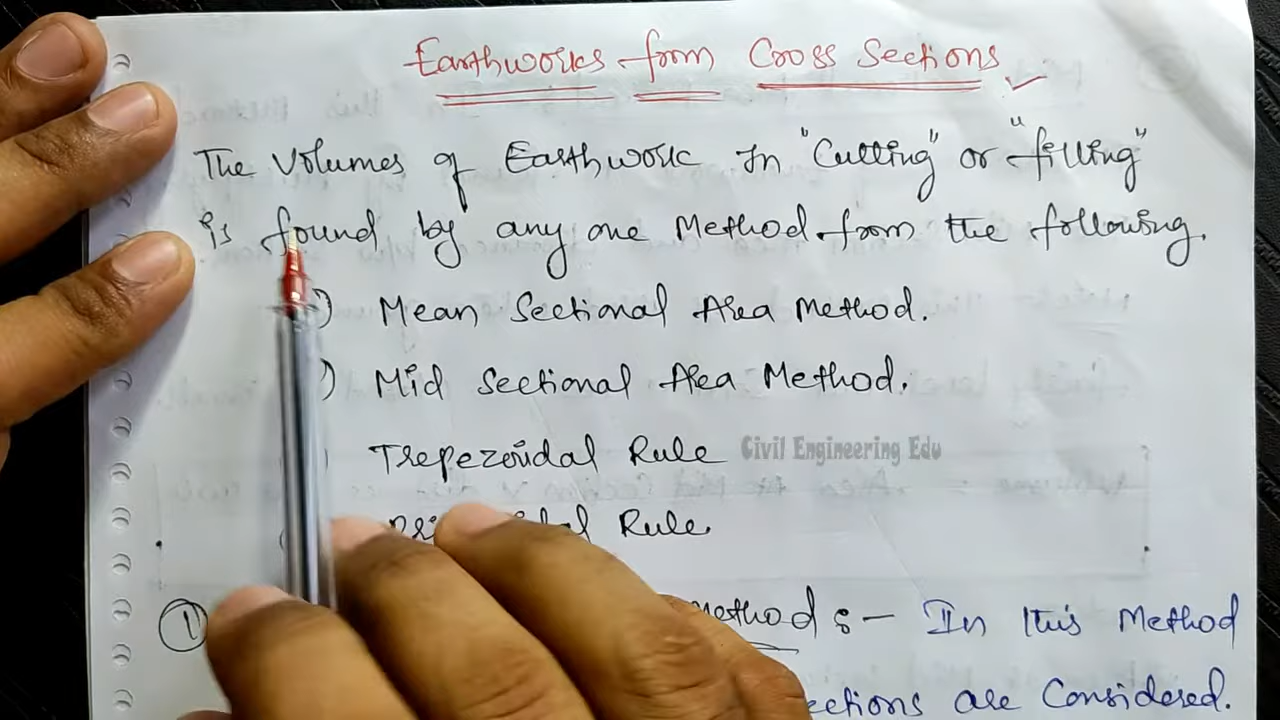 Earthworks from Cross Sections
The Volumes of Earthwork In "Cutting" or "filling"
is found by any one Method from the following.
) Mean Sectional Area Method.
) Mid Sectional Area Method.
Trepezoidal Rule
Civil Engineering Edu
Rule.
1 Method :- In this Method
are Considered.